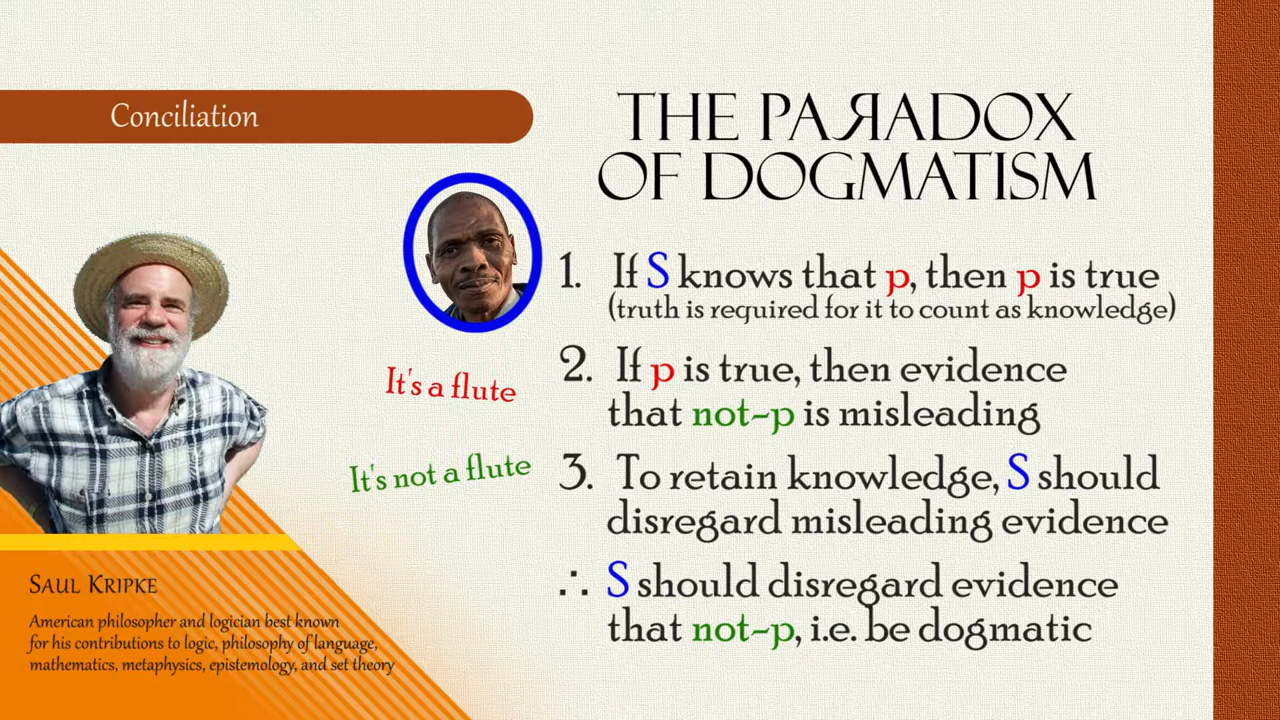 Conciliation
THE PARADOX
OF DOGMATISM
1. If S knows that p, then p is true
(truth is required for it to count as knowledge)
2. If p is true, then evidence
that not-p is misleading
3. To retain knowledge, S should
disregard misleading evidence
∴ S should disregard evidence
that not-p, i.e. be dogmatic
It's a flute
It's not a flute
SAUL KRIPKE
American philosopher and logician best known
for his contributions to logic, philosophy of language,
mathematics, metaphysics, epistemology, and set theory